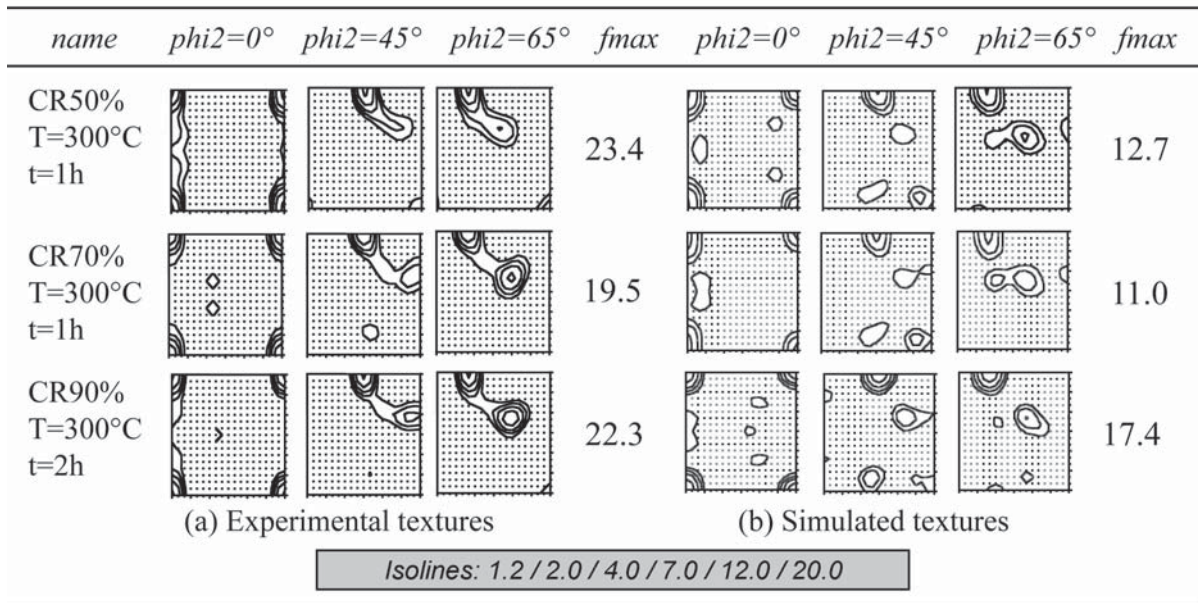 name phi2=0° phi2=45° phi2=65° fmax phi2=0° phi2=45° phi2=65° fmax
CR50%
T=300°C
t=1h
23.4 12.7
CR70%
T=300°C
t=1h
19.5 11.0
CR90%
T=300°C
t=2h
22.3 17.4
(a) Experimental textures (b) Simulated textures
Isolines: 1.2 / 2.0 / 4.0 / 7.0 / 12.0 / 20.0